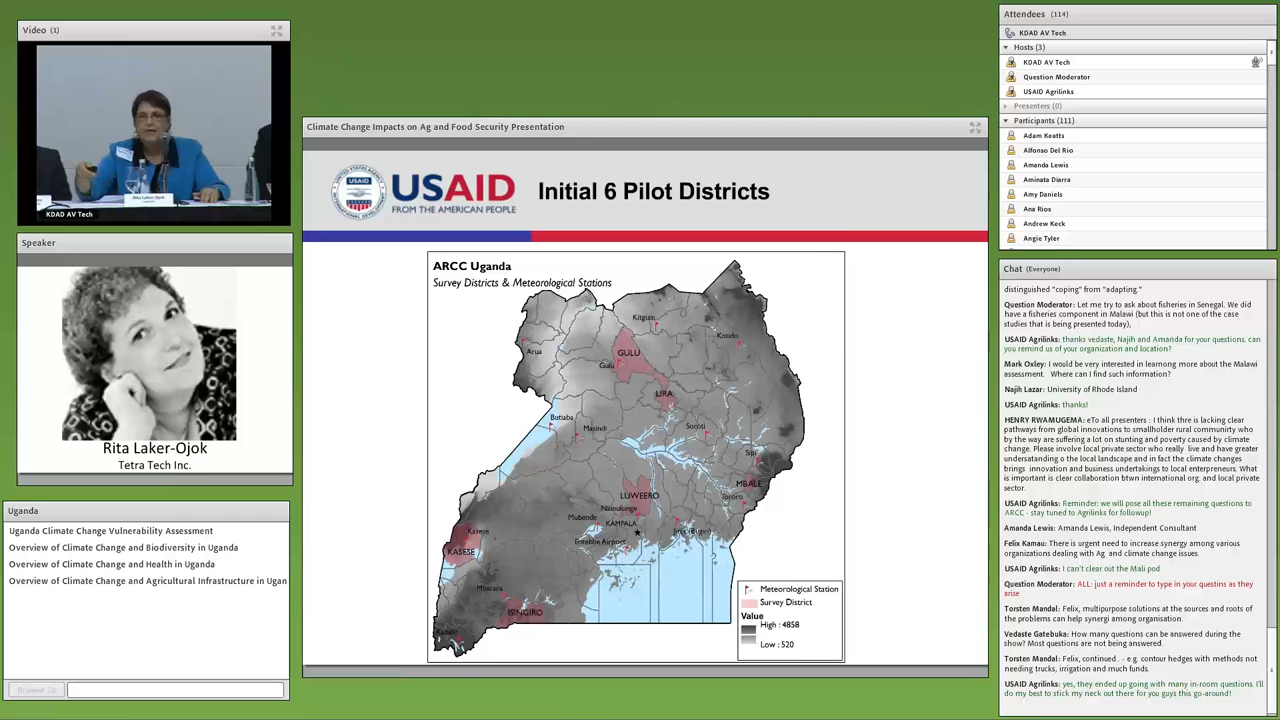 Video (1)
Rita Laker-Ojok
KDAD AV Tech
Speaker
Rita Laker-Ojok
Tetra Tech Inc.
Uganda
Uganda Climate Change Vulnerability Assessment
Overview of Climate Change and Biodiversity in Uganda
Overview of Climate Change and Health in Uganda
Overview of Climate Change and Agricultural Infrastructure in Ugan
Browse To
Climate Change Impacts on Ag and Food Security Presentation
USAID
USAID
FROM THE AMERICAN PEOPLE
Initial 6 Pilot Districts
ARCC Uganda
Survey Districts & Meteorological Stations
Kitgum
Kotido
Arua
GULU
Gulu
LIRA
Butiaba
Masindi
Soroti
Sipi
MBALE
Tororo
LUWEERO
Namulonge
Mubende
KAMPALA
Kasese
Entebbe Airport
Jinja (Bugiri)
KASESE
Mbarara
ISINGIRO
Kabale
Meteorological Station
Survey District
Value
High : 4858
Low : 520
Attendees (114)
KDAD AV Tech
Hosts (3)
KDAD AV Tech
Question Moderator
USAID Agrilinks
Presenters (0)
Participants (111)
Adam Keatts
Alfonso Del Rio
Amanda Lewis
Aminata Diarra
Amy Daniels
Ana Rios
Andrew Keck
Angie Tyler
Chat (Everyone)
distinguished "coping" from "adapting."
Question Moderator: Let me try to ask about fisheries in Senegal. We did
have a fisheries component in Malawi (but this is not one of the case
studies that is being presented today),
USAID Agrilinks: thanks vedaste, Najih and Amanda for your questions. can
you remind us of your organization and location?
Mark Oxley: I would be very interested in learnong more about the Malawi
assessment. Where can I find such information?
Najih Lazar: University of Rhode Island
USAID Agrilinks: thanks!
HENRY RWAMUGEMA: eTo all presenters : I think thre is lacking clear
pathways from global innovations to smallholder rural community who
by the way are suffering a lot on stunting and poverty caused by climate
change. Please involve local private sector who really live and have greater
understanding o the local landscape and in fact the climate changes
brings innovation and business undertakings to local enterpreneurs. What
is important is clear collaboration btwn international org. and local private
sector.
USAID Agrilinks: Reminder: we will pose all these remaining questions to
ARCC - stay tuned to Agrilinks for followup!
Amanda Lewis: Amanda Lewis, Independent Consultant
Felix Kamau: There is urgent need to increase synergy among various
organizations dealing with Ag and climate change issues.
USAID Agrilinks: I can't clear out the Mali pod
Question Moderator: ALL: just a reminder to type in your questins as they
arise
Torsten Mandal: Felix, multipurpose solutions at the sources and roots of
the problems can help synergi among organisation.
Vedaste Gatebuka: How many questions can be answered during the
show? Most questions are not being answered.
Torsten Mandal: Felix, continued.. - e.g. contour hedges with methods not
needing trucks, irrigation and much funds.
USAID Agrilinks: yes, they ended up going with many in-room questions. I'll
do my best to stick my neck out there for you guys this go-around!